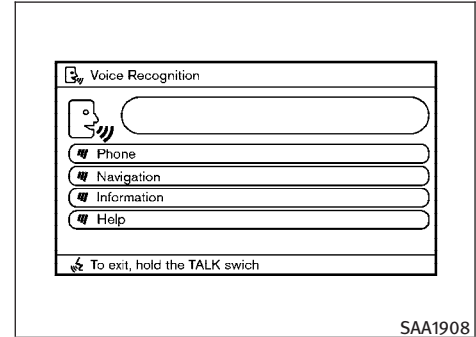 Voice Recognition
Phone
Navigation
Information
Help
To exit, hold the TALK swich
SAA1908